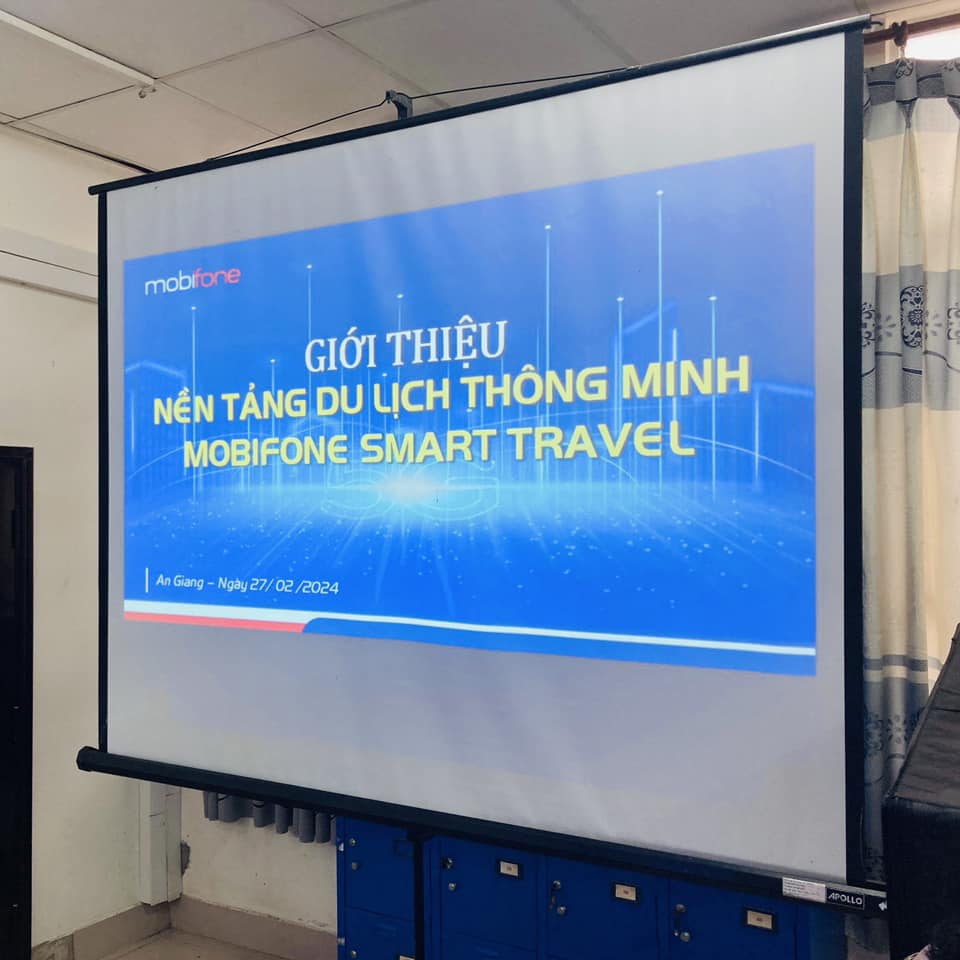 mobifone
GIỚI THIỆU
NỀN TẢNG DU LỊCH THÔNG MINH
MOBIFONE SMART TRAVEL
5G
An Giang – Ngày 27/ 02 /2024
APOLLO